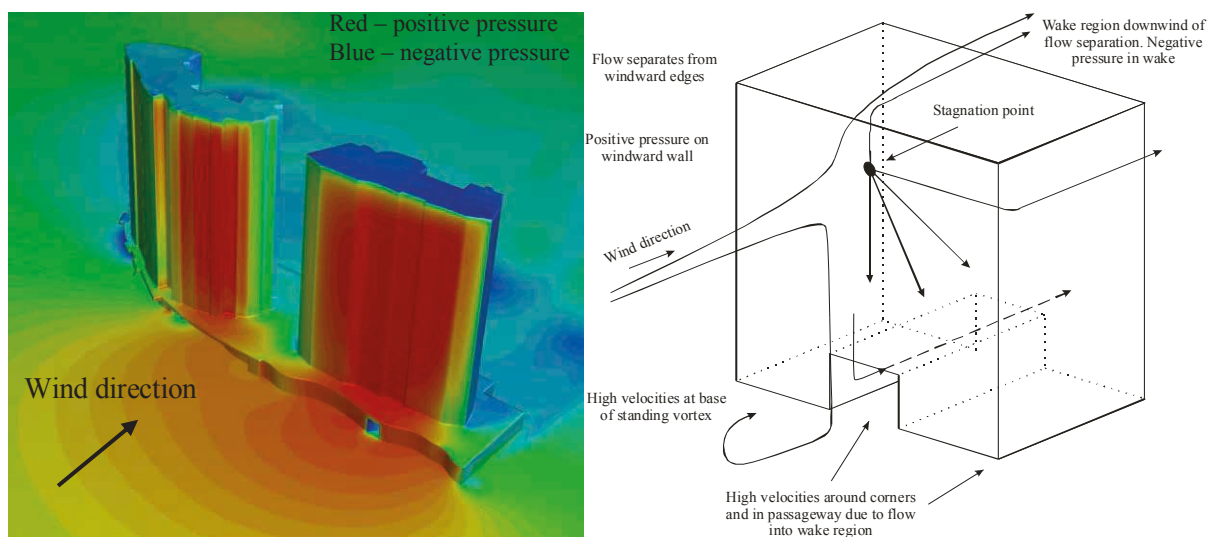 Red – positive pressure
Blue – negative pressure
Wind direction
Wake region downwind of
flow separation. Negative
pressure in wake
Flow separates from
windward edges
Stagnation point
Positive pressure on
windward wall
Wind direction
High velocities at base
of standing vortex
High velocities around corners
and in passageway due to flow
into wake region